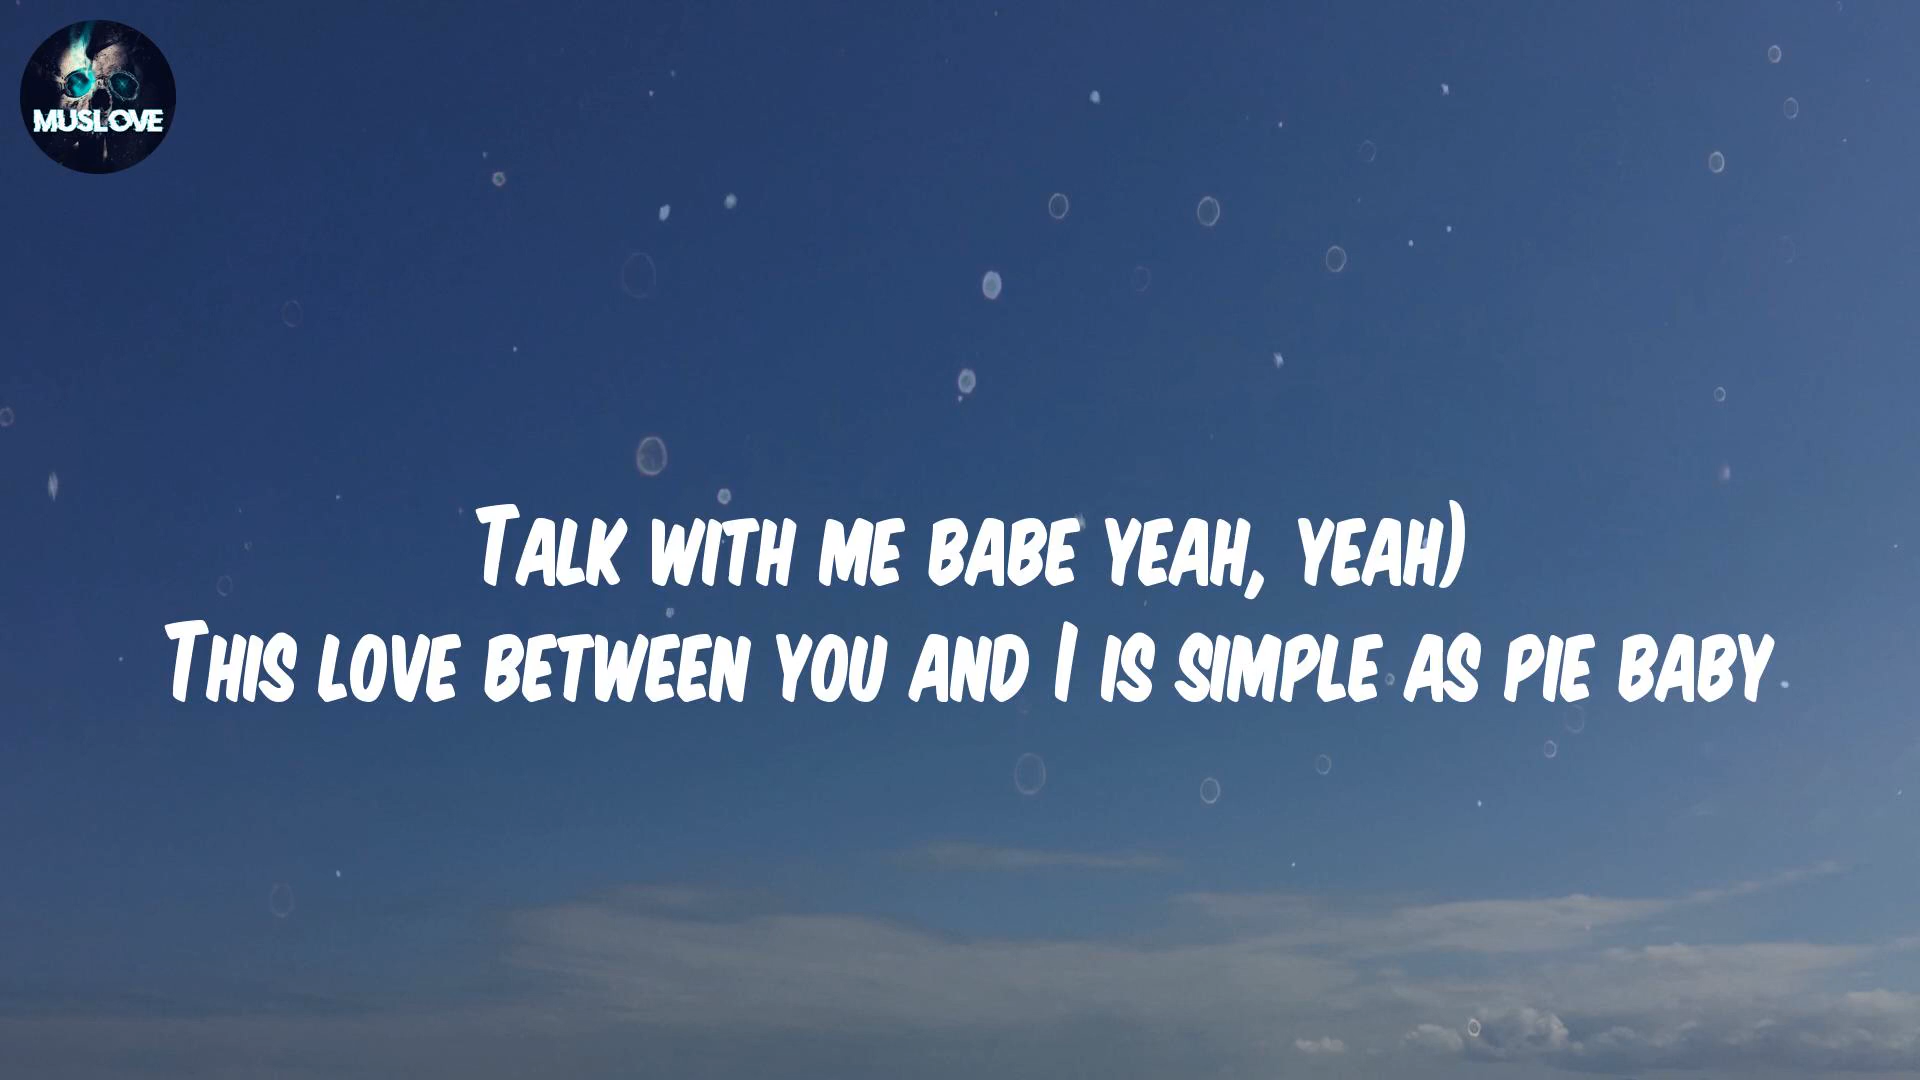 MUSLOVE
Talk with me babe yeah, yeah)
This love between you and I is simple as pie baby